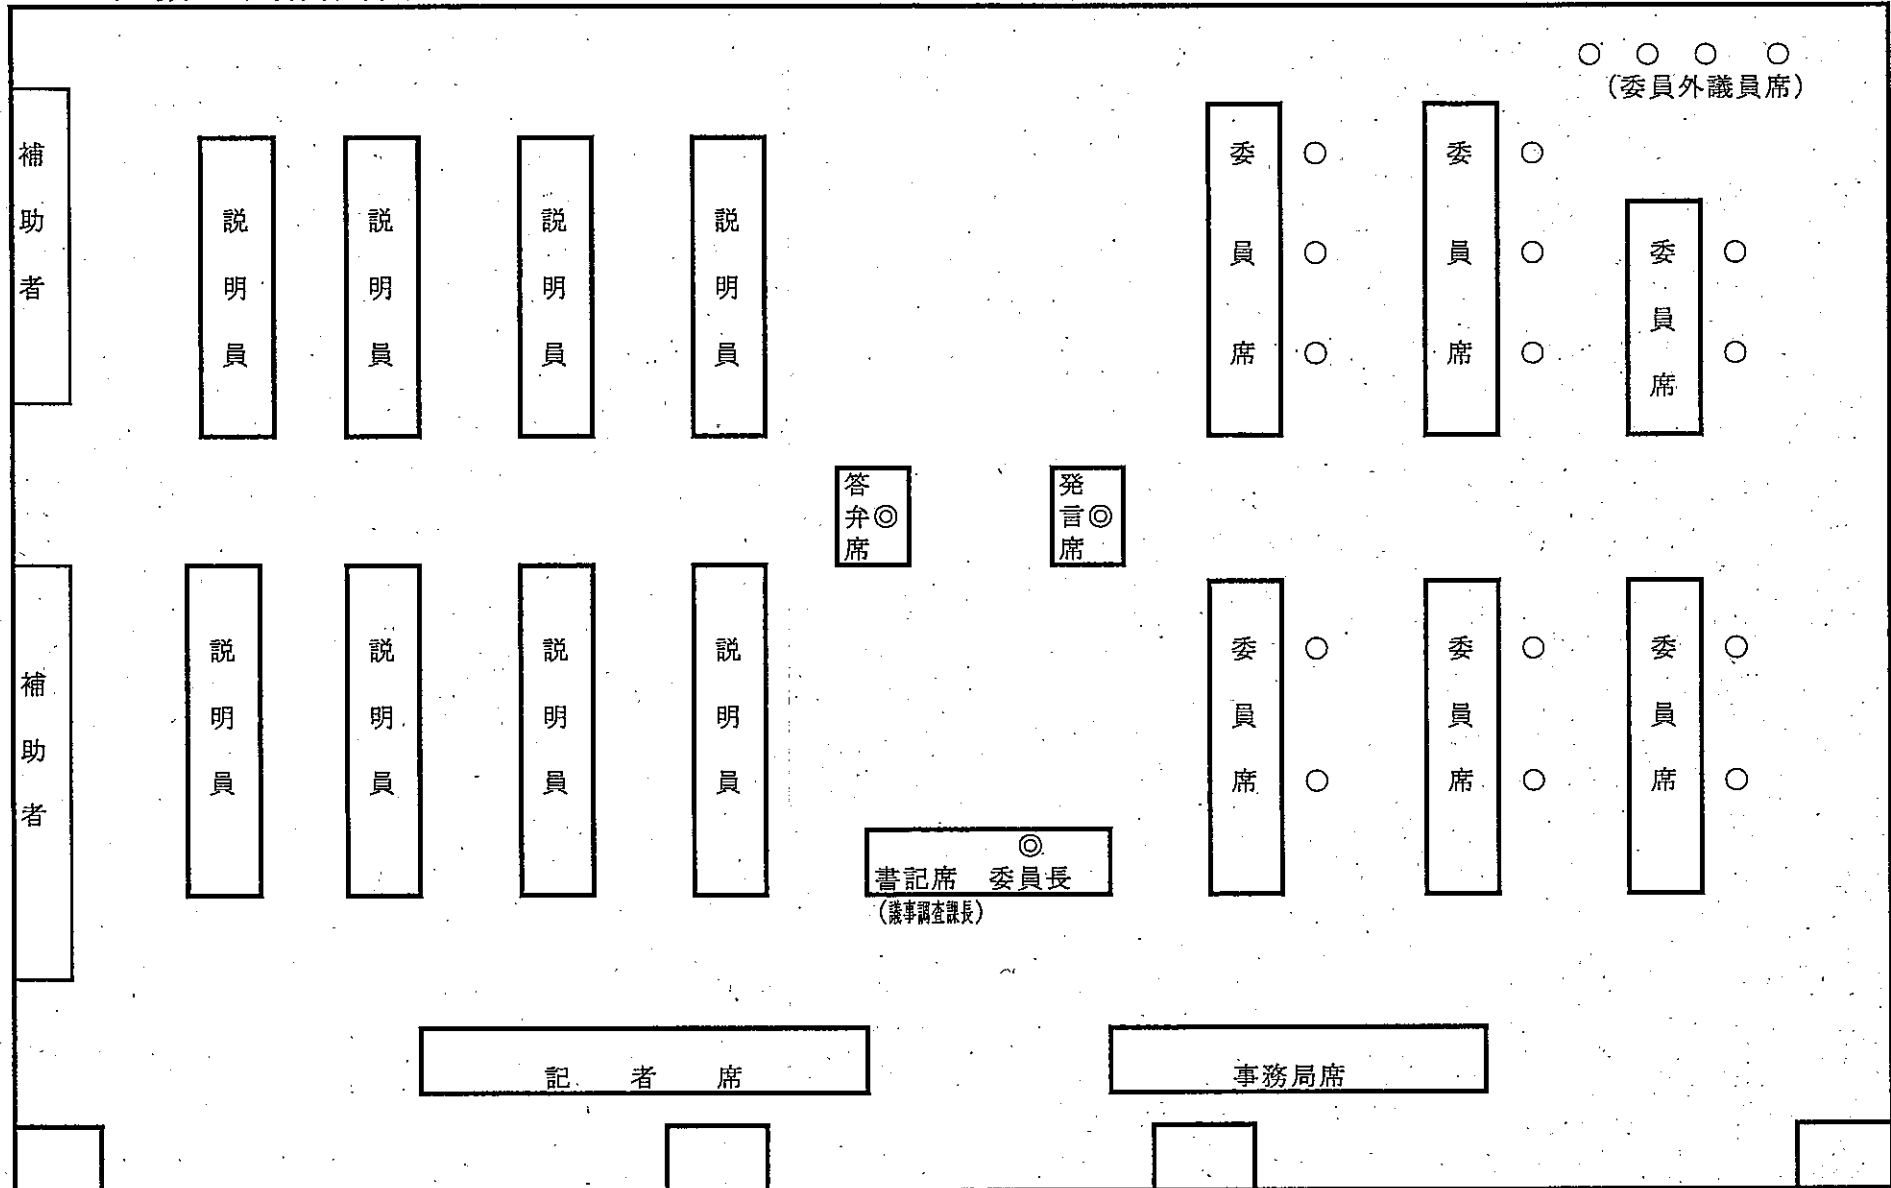 (委員外議員席)
補助者
説明員
説明員
説明員
説明員
委員席
委員席
委員席
答弁席
発言席
補助者
説明員
説明員
説明員
説明員
委員席
委員席
委員席
書記席 委員長
(議事調査課長)
記者席
事務局席